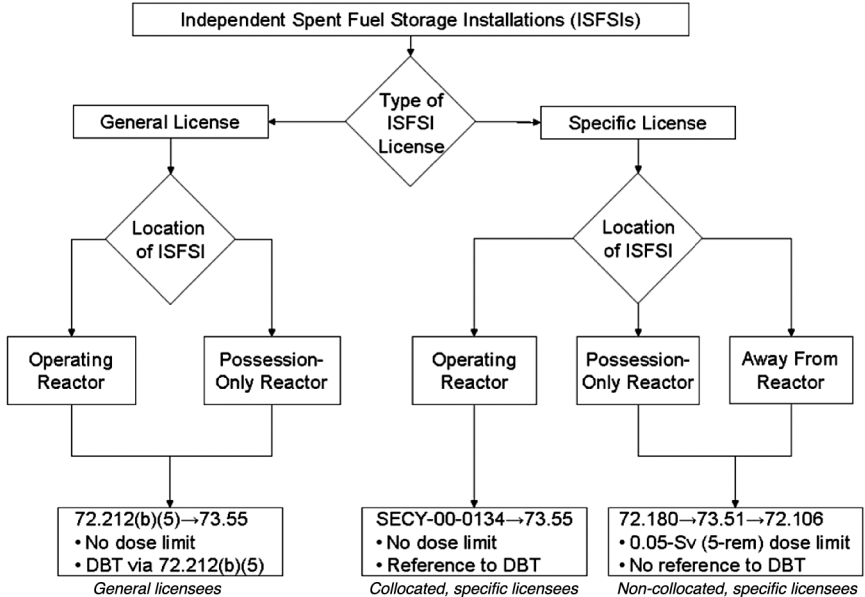 Independent Spent Fuel Storage Installations (ISFSIs)
Type of
ISFSI
License
General License
Specific License
Location
of ISFSI
Location
of ISFSI
Operating
Reactor
Possession-
Only Reactor
Operating
Reactor
Possession-
Only Reactor
Away From
Reactor
72.212(b)(5)→73.55
• No dose limit
• DBT via 72.212(b)(5)
General licensees
SECY-00-0134→73.55
• No dose limit
• Reference to DBT
Collocated, specific licensees
72.180→73.51→72.106
• 0.05-Sv (5-rem) dose limit
• No reference to DBT
Non-collocated, specific licensees